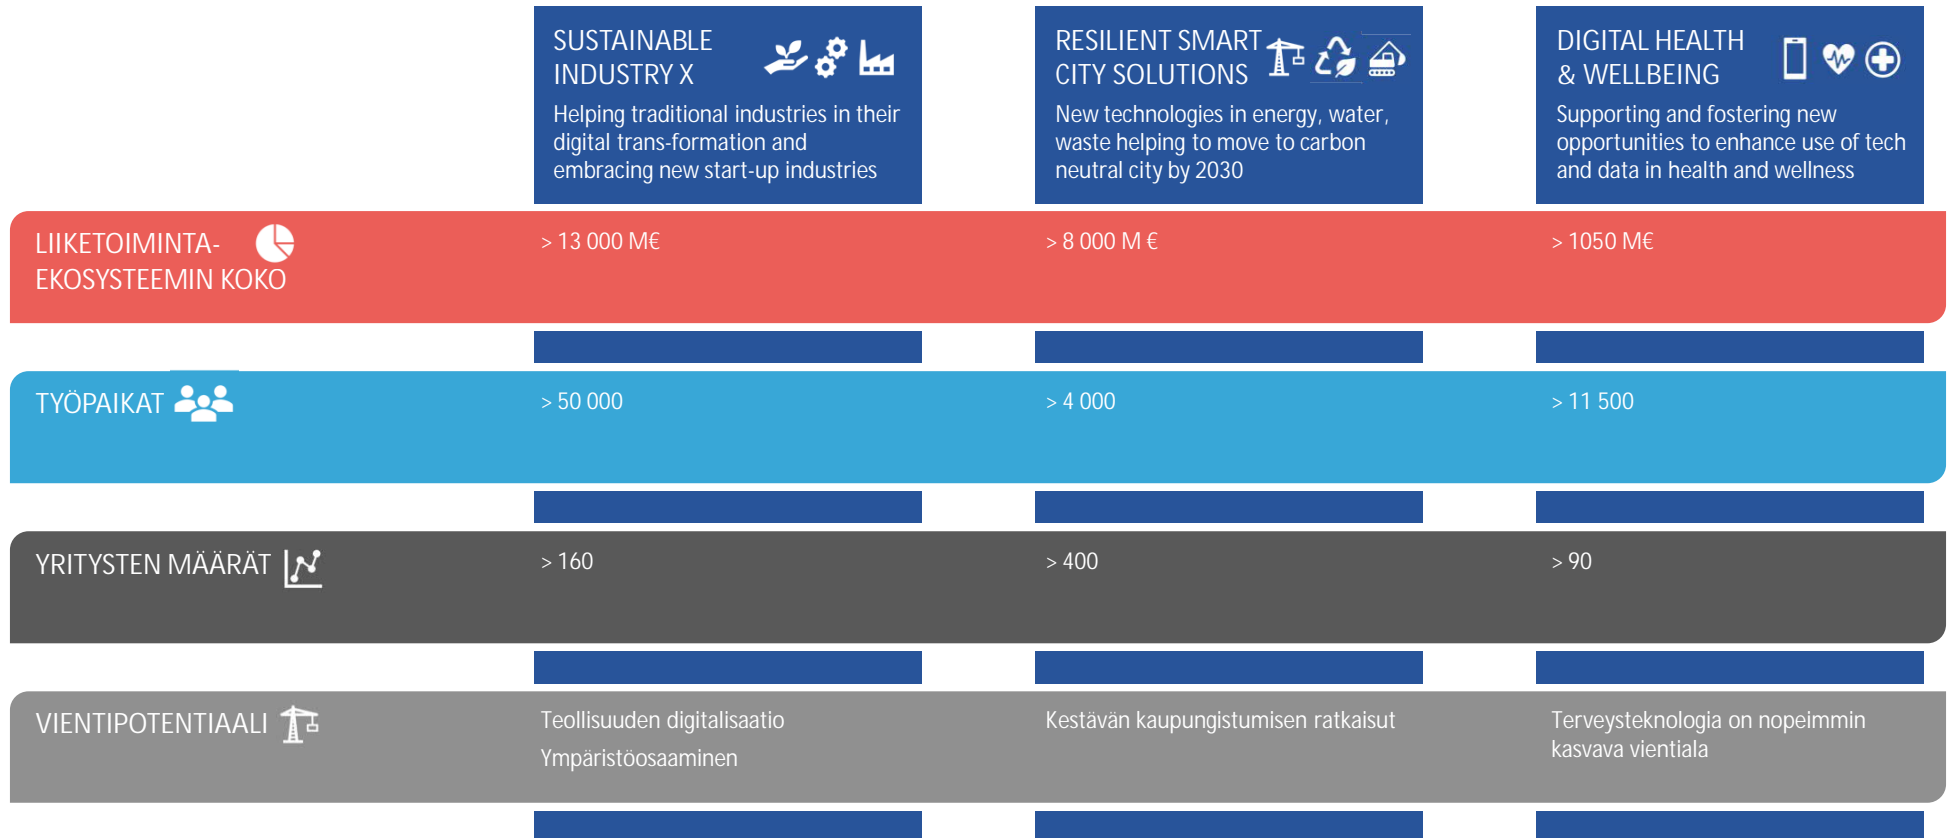 SUSTAINABLE
INDUSTRY X
Helping traditional industries in their
digital trans-formation and
embracing new start-up industries
RESILIENT SMART
CITY SOLUTIONS
New technologies in energy, water,
waste helping to move to carbon
neutral city by 2030
DIGITAL HEALTH
& WELLBEING
Supporting and fostering new
opportunities to enhance use of tech
and data in health and wellness
LIIKETOIMINTA-
EKOSYSTEEMIN KOKO
> 13 000 M€
> 8 000 M €
> 1050 M€
TYÖPAIKAT
> 50 000
> 4 000
> 11 500
YRITYSTEN MÄÄRÄT
> 160
> 400
> 90
VIENTIPOTENTIAALI
Teollisuuden digitalisaatio
Ympäristöosaaminen
Kestävän kaupungistumisen ratkaisut
Terveysteknologia on nopeimmin
kasvava vientiala